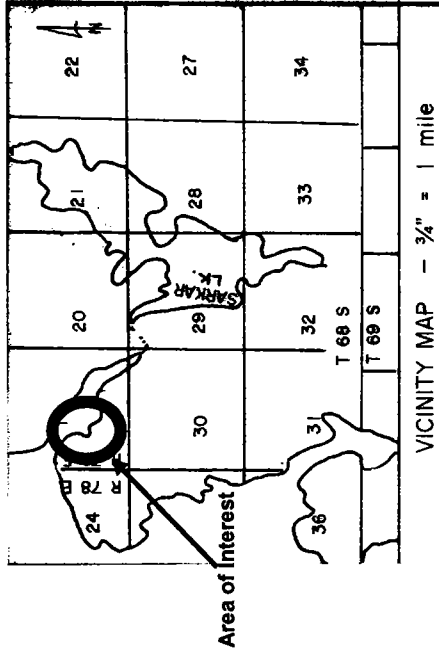 N
24
R 78 E
20
21
22
Area of Interest
30
29
SARKAR
LK.
28
27
36
31
32
33
34
T 68 S
T 69 S
VICINITY MAP - ¾" = 1 mile